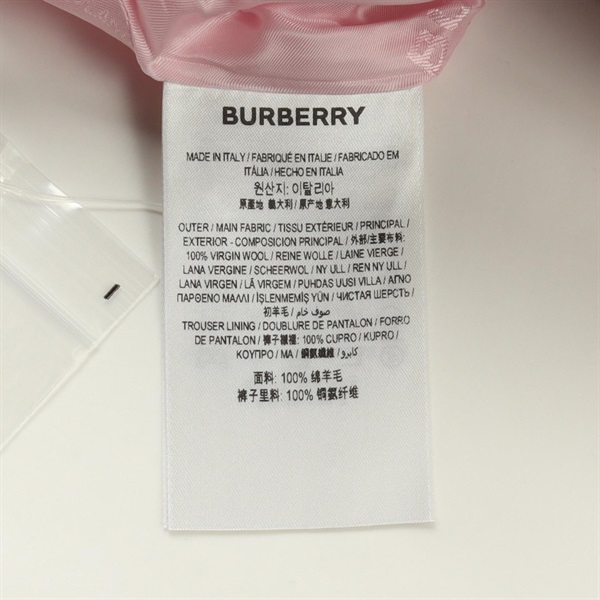 BURBERRY
MADE IN ITALY / FABRIQUÉ EN ITALIE / FABRICADO EM
ITÁLIA / HECHO EN ITALIA
원산지: 이탈리아
原產地 義大利 / 原产地 意大利
OUTER / MAIN FABRIC / TISSU EXTÉRIEUR / PRINCIPAL /
EXTERIOR - COMPOSICIÓN PRINCIPAL / 外部/主要布料:
100% VIRGIN WOOL / REINE WOLLE / LAINE VIERGE /
LANA VERGINE / SCHEERWOL / NY ULL / REN NY ULL /
LANA VIRGEN / LÃ VIRGEM / PUHDAS UUSI VILLA / ΑΓΝΟ
ΠΑΡΘΕΝΟ ΜΑΛΛΙ / İŞLENMEMİŞ YÜN / ЧИСТАЯ ШЕРСТЬ /
初羊毛 / صوف خام /
TROUSER LINING / DOUBLURE DE PANTALON / FORRO
DE PANTALON / 褲子襯裡: 100% CUPRO / KUPRO /
ΚΟΥΠΡΟ / МА / 銅氨纖維 / كابرو /
面料: 100% 绵羊毛
裤子里料: 100% 铜氨纤维